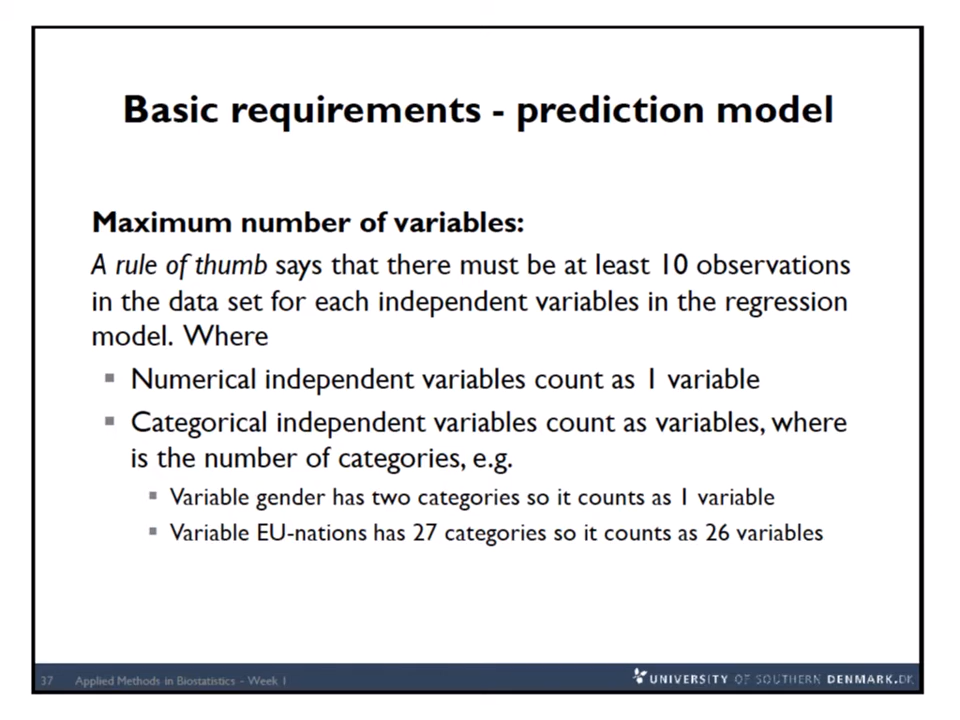 Basic requirements - prediction model
Maximum number of variables:
A rule of thumb says that there must be at least 10 observations
in the data set for each independent variables in the regression
model. Where
Numerical independent variables count as 1 variable
Categorical independent variables count as variables, where
is the number of categories, e.g.
Variable gender has two categories so it counts as 1 variable
Variable EU-nations has 27 categories so it counts as 26 variables
37 Applied Methods in Biostatistics - Week 1
UNIVERSITY OF SOUTHERN DENMARK.DK